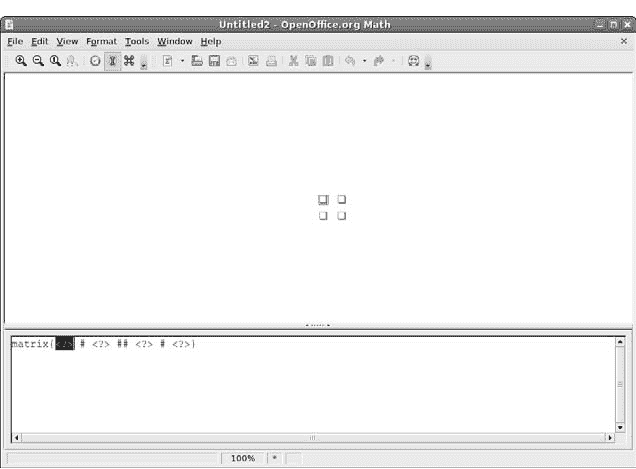 Untitled2 - OpenOffice.org Math
File Edit View Format Tools Window Help
matrix{<?> # <?> ## <?> # <?>}
100% *